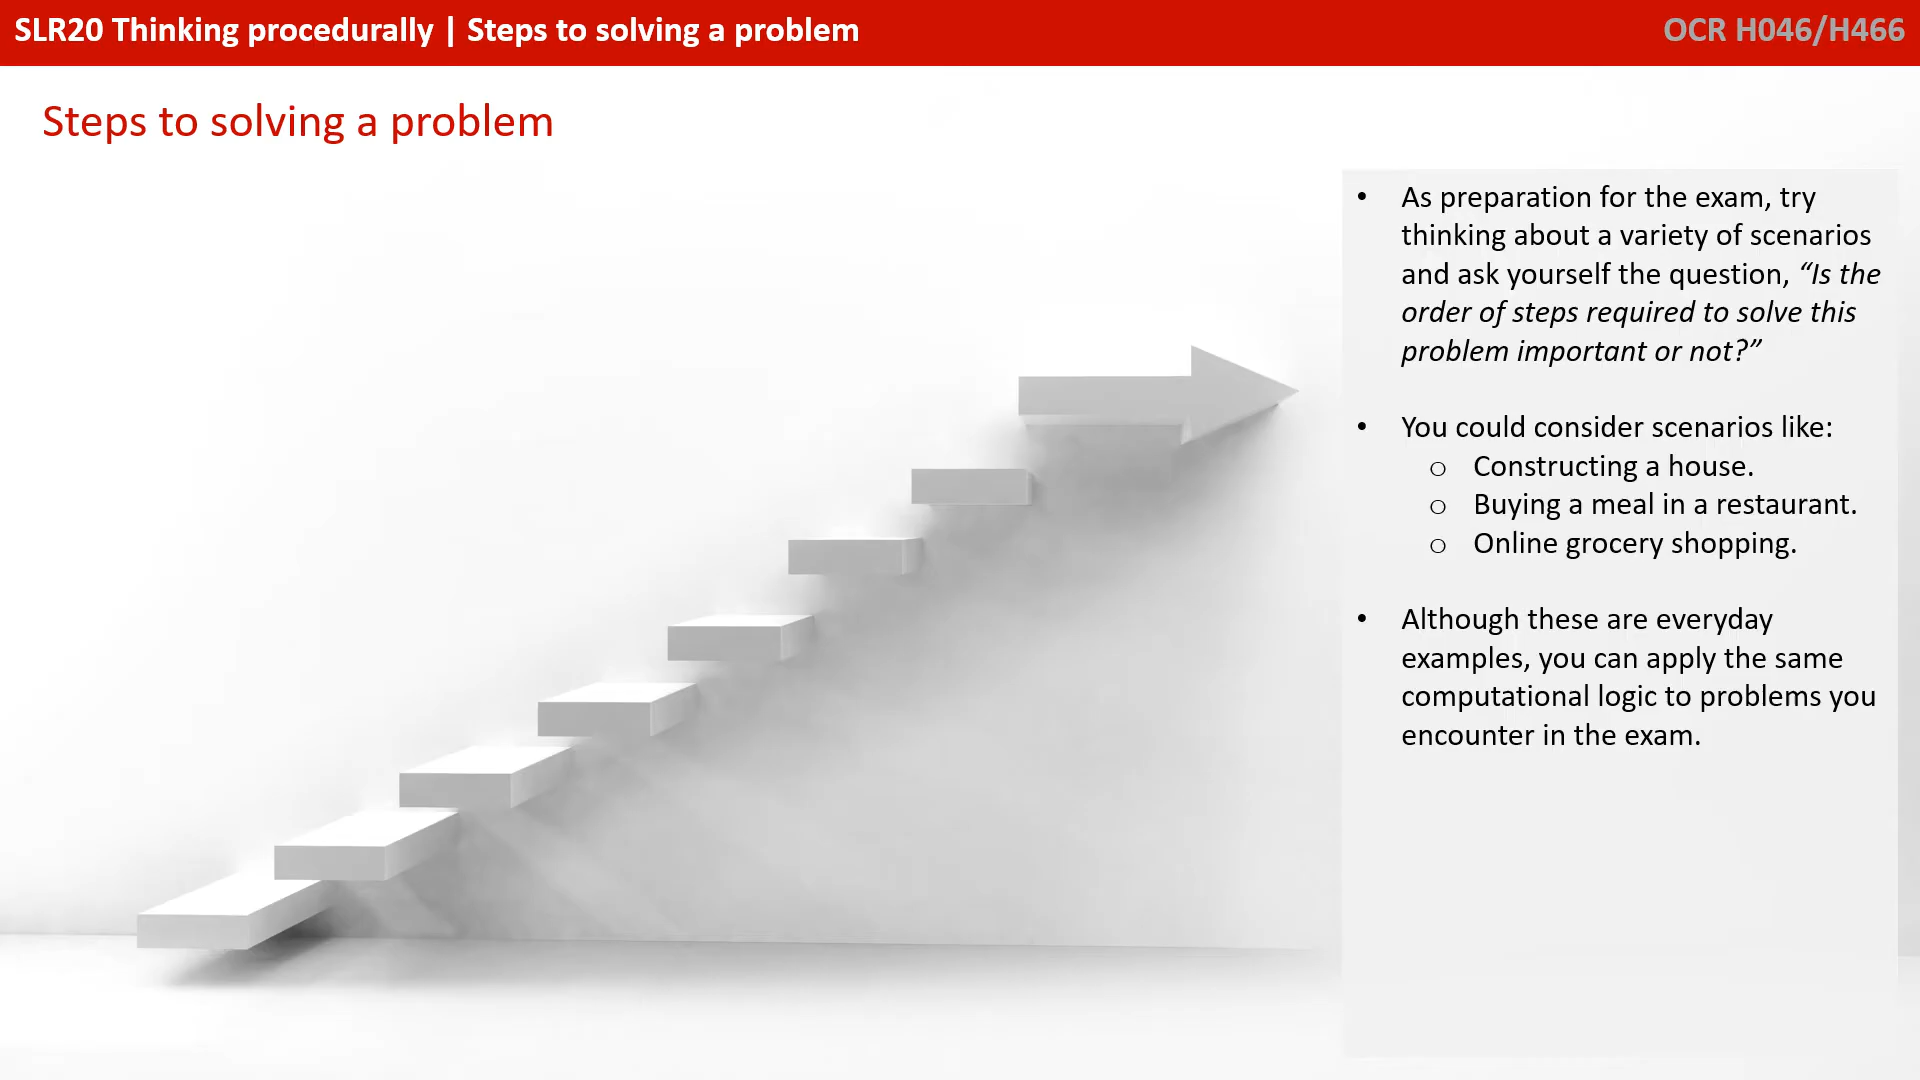 SLR20 Thinking procedurally | Steps to solving a problem
OCR H046/H466
Steps to solving a problem
• As preparation for the exam, try
thinking about a variety of scenarios
and ask yourself the question, “Is the
order of steps required to solve this
problem important or not?”
• You could consider scenarios like:
o Constructing a house.
o Buying a meal in a restaurant.
o Online grocery shopping.
• Although these are everyday
examples, you can apply the same
computational logic to problems you
encounter in the exam.